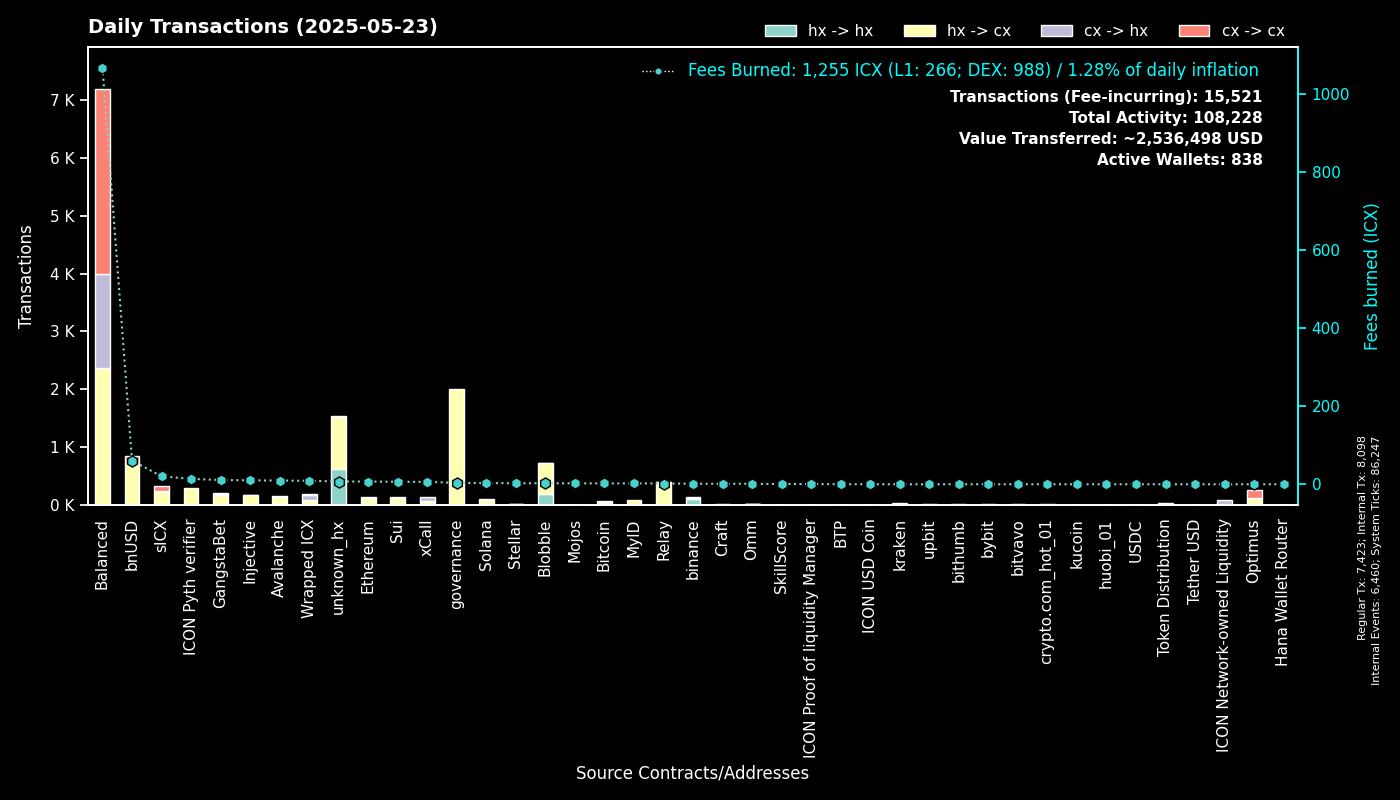 Daily Transactions (2025-05-23)
hx -> hx
hx -> cx
cx -> hx
cx -> cx
Fees Burned: 1,255 ICX (L1: 266; DEX: 988) / 1.28% of daily inflation
Transactions (Fee-incurring): 15,521
Total Activity: 108,228
Value Transferred: ~2,536,498 USD
Active Wallets: 838
7 K
6 K
5 K
4 K
3 K
2 K
1 K
0 K
Transactions
1000
800
600
400
200
0
Fees burned (ICX)
Regular Tx: 7,423; Internal Tx: 8,098
Internal Events: 6,460; System Ticks: 86,247
Balanced
bnUSD
sICX
ICON Pyth verifier
GangstaBet
Injective
Avalanche
Wrapped ICX
unknown_hx
Ethereum
Sui
xCall
governance
Solana
Stellar
Blobble
Mojos
Bitcoin
MyID
Relay
binance
Craft
Omm
SkillScore
ICON Proof of liquidity Manager
BTP
ICON USD Coin
kraken
upbit
bithumb
bybit
bitvavo
crypto.com_hot_01
kucoin
huobi_01
USDC
Token Distribution
Tether USD
ICON Network-owned Liquidity
Optimus
Hana Wallet Router
Source Contracts/Addresses